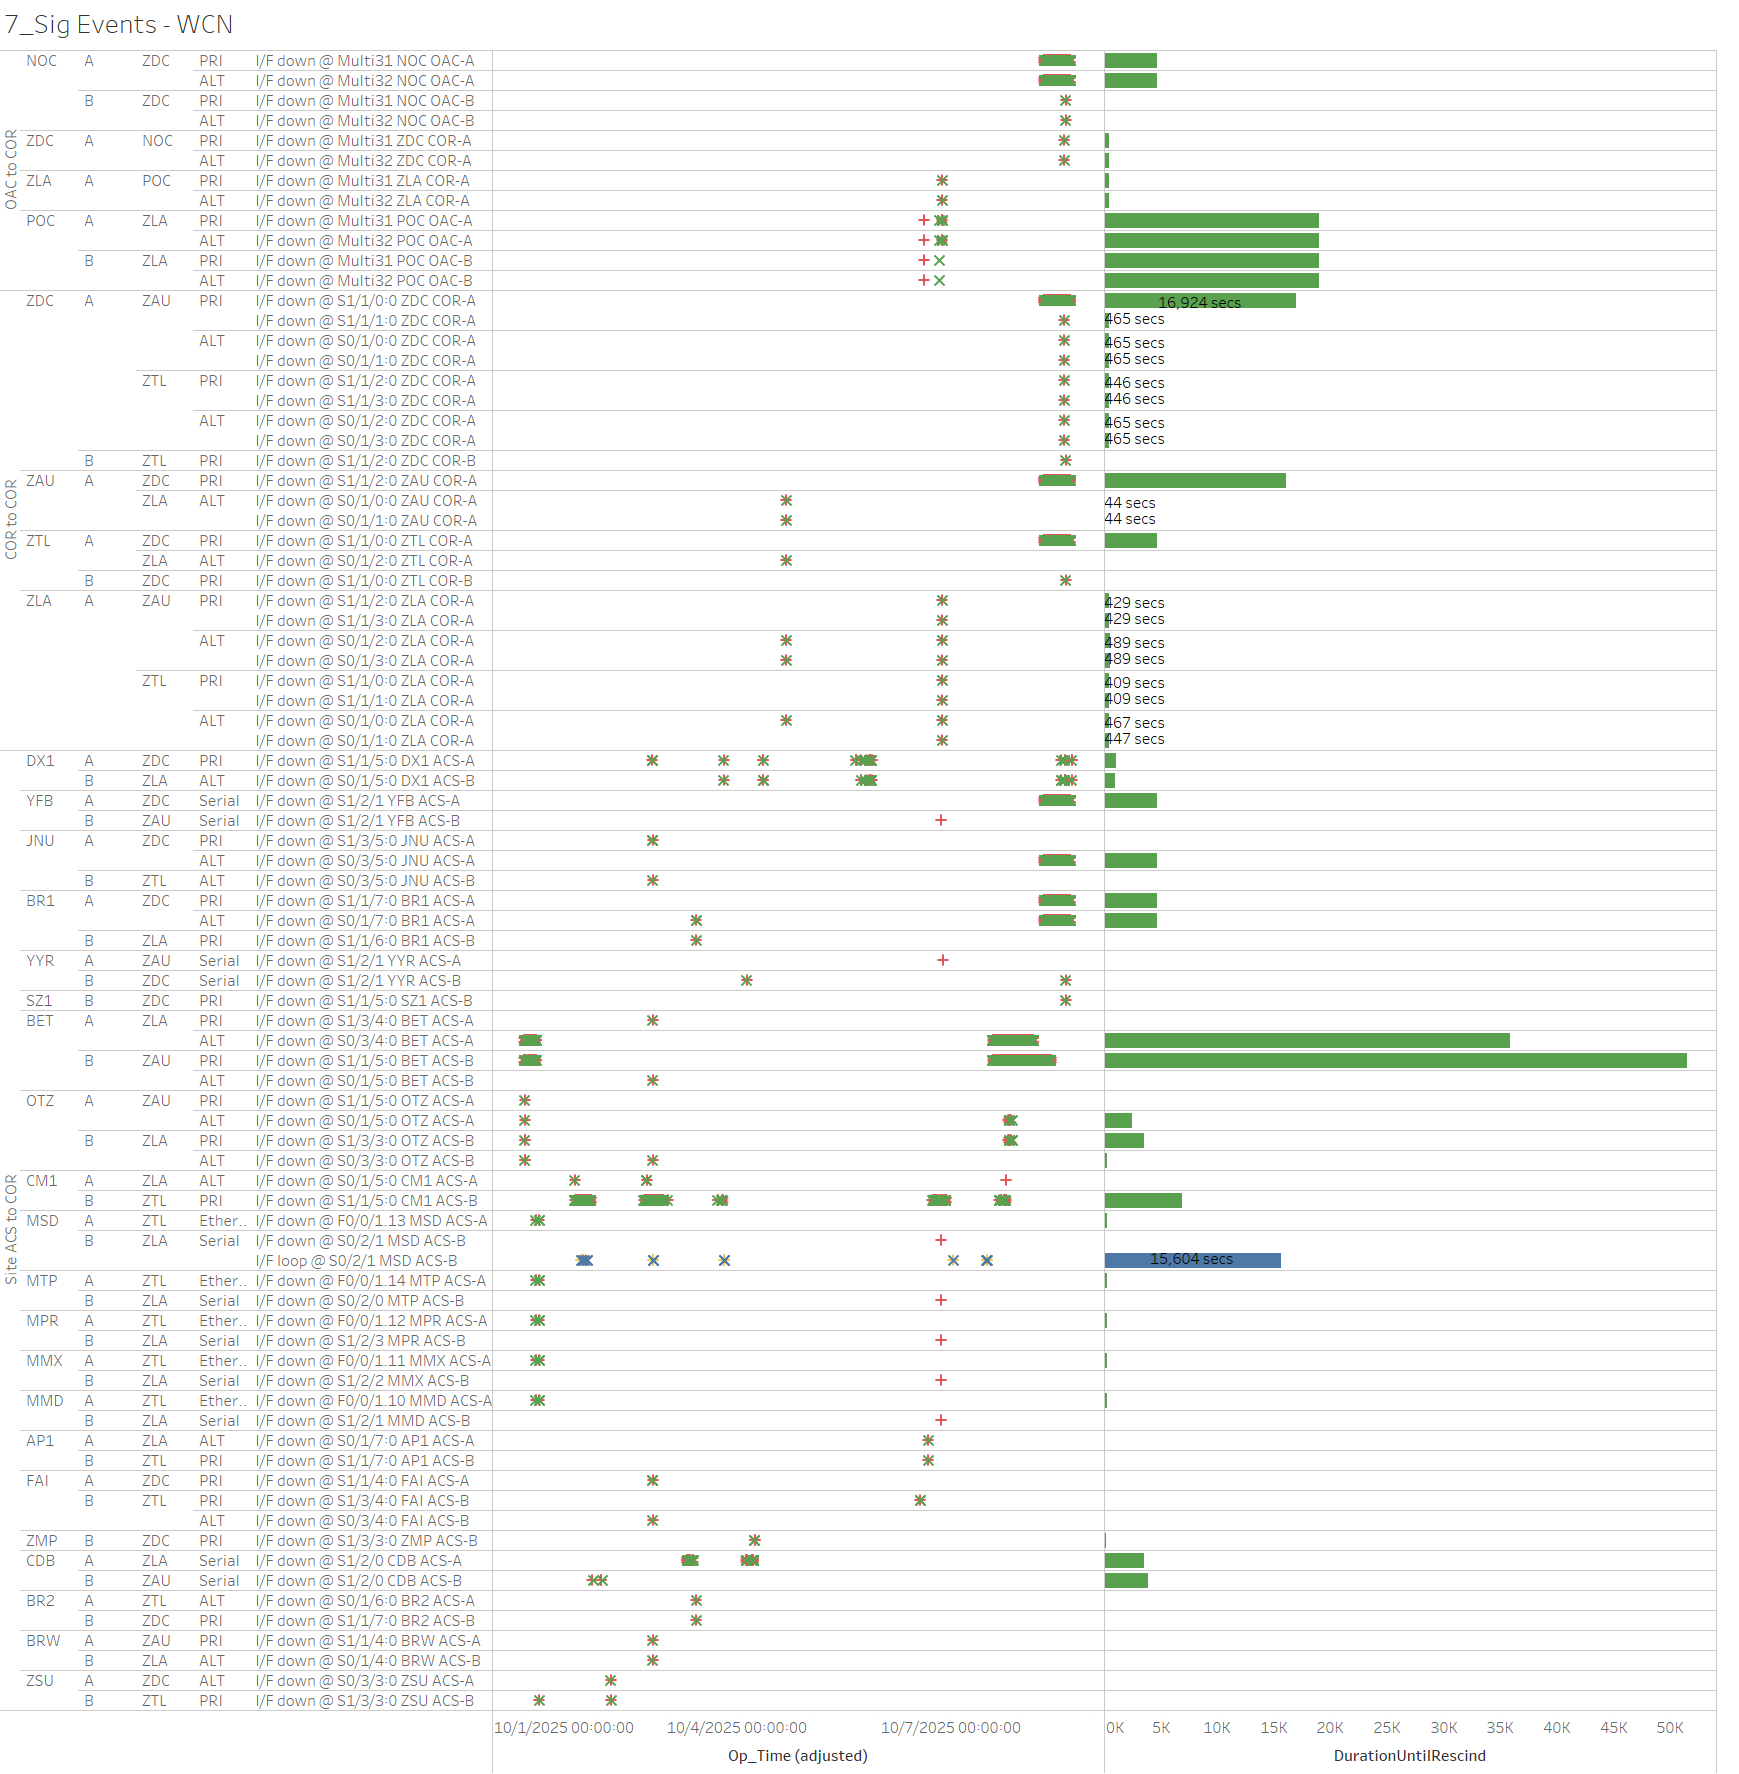 7_Sig Events - WCN
OAC to COR
NOC A ZDC PRI I/F down @ Multi31 NOC OAC-A
ALT I/F down @ Multi32 NOC OAC-A
B ZDC PRI I/F down @ Multi31 NOC OAC-B
ALT I/F down @ Multi32 NOC OAC-B
ZDC A NOC PRI I/F down @ Multi31 ZDC COR-A
ALT I/F down @ Multi32 ZDC COR-A
ZLA A POC PRI I/F down @ Multi31 ZLA COR-A
ALT I/F down @ Multi32 ZLA COR-A
POC A ZLA PRI I/F down @ Multi31 POC OAC-A
ALT I/F down @ Multi32 POC OAC-A
B ZLA PRI I/F down @ Multi31 POC OAC-B
ALT I/F down @ Multi32 POC OAC-B
COR to COR
ZDC A ZAU PRI I/F down @ S1/1/0:0 ZDC COR-A 16,924 secs
I/F down @ S1/1/1:0 ZDC COR-A 465 secs
ALT I/F down @ S0/1/0:0 ZDC COR-A 465 secs
I/F down @ S0/1/1:0 ZDC COR-A 465 secs
ZTL PRI I/F down @ S1/1/2:0 ZDC COR-A 446 secs
I/F down @ S1/1/3:0 ZDC COR-A 446 secs
ALT I/F down @ S0/1/2:0 ZDC COR-A 465 secs
I/F down @ S0/1/3:0 ZDC COR-A 465 secs
B ZTL PRI I/F down @ S1/1/2:0 ZDC COR-B
ZAU A ZDC PRI I/F down @ S1/1/2:0 ZAU COR-A
ZLA ALT I/F down @ S0/1/0:0 ZAU COR-A 44 secs
I/F down @ S0/1/1:0 ZAU COR-A 44 secs
ZTL A ZDC PRI I/F down @ S1/1/0:0 ZTL COR-A
ZLA ALT I/F down @ S0/1/2:0 ZTL COR-A
B ZDC PRI I/F down @ S1/1/0:0 ZTL COR-B
ZLA A ZAU PRI I/F down @ S1/1/2:0 ZLA COR-A 429 secs
I/F down @ S1/1/3:0 ZLA COR-A 429 secs
ALT I/F down @ S0/1/2:0 ZLA COR-A 489 secs
I/F down @ S0/1/3:0 ZLA COR-A 489 secs
ZTL PRI I/F down @ S1/1/0:0 ZLA COR-A 409 secs
I/F down @ S1/1/1:0 ZLA COR-A 409 secs
ALT I/F down @ S0/1/0:0 ZLA COR-A 467 secs
I/F down @ S0/1/1:0 ZLA COR-A 447 secs
Site ACS to COR
DX1 A ZDC PRI I/F down @ S1/1/5:0 DX1 ACS-A
B ZLA ALT I/F down @ S0/1/5:0 DX1 ACS-B
YFB A ZDC Serial I/F down @ S1/2/1 YFB ACS-A
B ZAU Serial I/F down @ S1/2/1 YFB ACS-B
JNU A ZDC PRI I/F down @ S1/3/5:0 JNU ACS-A
ALT I/F down @ S0/3/5:0 JNU ACS-A
B ZTL ALT I/F down @ S0/3/5:0 JNU ACS-B
BR1 A ZDC PRI I/F down @ S1/1/7:0 BR1 ACS-A
ALT I/F down @ S0/1/7:0 BR1 ACS-A
B ZLA PRI I/F down @ S1/1/6:0 BR1 ACS-B
YYR A ZAU Serial I/F down @ S1/2/1 YYR ACS-A
B ZDC Serial I/F down @ S1/2/1 YYR ACS-B
SZ1 B ZDC PRI I/F down @ S1/1/5:0 SZ1 ACS-B
BET A ZLA PRI I/F down @ S1/3/4:0 BET ACS-A
ALT I/F down @ S0/3/4:0 BET ACS-A
B ZAU PRI I/F down @ S1/1/5:0 BET ACS-B
ALT I/F down @ S0/1/5:0 BET ACS-B
OTZ A ZAU PRI I/F down @ S1/1/5:0 OTZ ACS-A
ALT I/F down @ S0/1/5:0 OTZ ACS-A
B ZLA PRI I/F down @ S1/3/3:0 OTZ ACS-B
ALT I/F down @ S0/3/3:0 OTZ ACS-B
CM1 A ZLA ALT I/F down @ S0/1/5:0 CM1 ACS-A
B ZTL PRI I/F down @ S1/1/5:0 CM1 ACS-B
MSD A ZTL Ether.. I/F down @ F0/0/1.13 MSD ACS-A
B ZLA Serial I/F down @ S0/2/1 MSD ACS-B
I/F loop @ S0/2/1 MSD ACS-B 15,604 secs
MTP A ZTL Ether.. I/F down @ F0/0/1.14 MTP ACS-A
B ZLA Serial I/F down @ S0/2/0 MTP ACS-B
MPR A ZTL Ether.. I/F down @ F0/0/1.12 MPR ACS-A
B ZLA Serial I/F down @ S1/2/3 MPR ACS-B
MMX A ZTL Ether.. I/F down @ F0/0/1.11 MMX ACS-A
B ZLA Serial I/F down @ S1/2/2 MMX ACS-B
MMD A ZTL Ether.. I/F down @ F0/0/1.10 MMD ACS-A
B ZLA Serial I/F down @ S1/2/1 MMD ACS-B
AP1 A ZLA ALT I/F down @ S0/1/7:0 AP1 ACS-A
B ZTL PRI I/F down @ S1/1/7:0 AP1 ACS-B
FAI A ZDC PRI I/F down @ S1/1/4:0 FAI ACS-A
B ZTL PRI I/F down @ S1/3/4:0 FAI ACS-B
ALT I/F down @ S0/3/4:0 FAI ACS-B
ZMP B ZDC PRI I/F down @ S1/3/3:0 ZMP ACS-B
CDB A ZLA Serial I/F down @ S1/2/0 CDB ACS-A
B ZAU Serial I/F down @ S1/2/0 CDB ACS-B
BR2 A ZTL ALT I/F down @ S0/1/6:0 BR2 ACS-A
B ZDC PRI I/F down @ S1/1/7:0 BR2 ACS-B
BRW A ZAU PRI I/F down @ S1/1/4:0 BRW ACS-A
B ZLA ALT I/F down @ S0/1/4:0 BRW ACS-B
ZSU A ZDC ALT I/F down @ S0/3/3:0 ZSU ACS-A
B ZTL PRI I/F down @ S1/3/3:0 ZSU ACS-B
10/1/2025 00:00:00 10/4/2025 00:00:00 10/7/2025 00:00:00 0K 5K 10K 15K 20K 25K 30K 35K 40K 45K 50K
Op_Time (adjusted) DurationUntilRescind